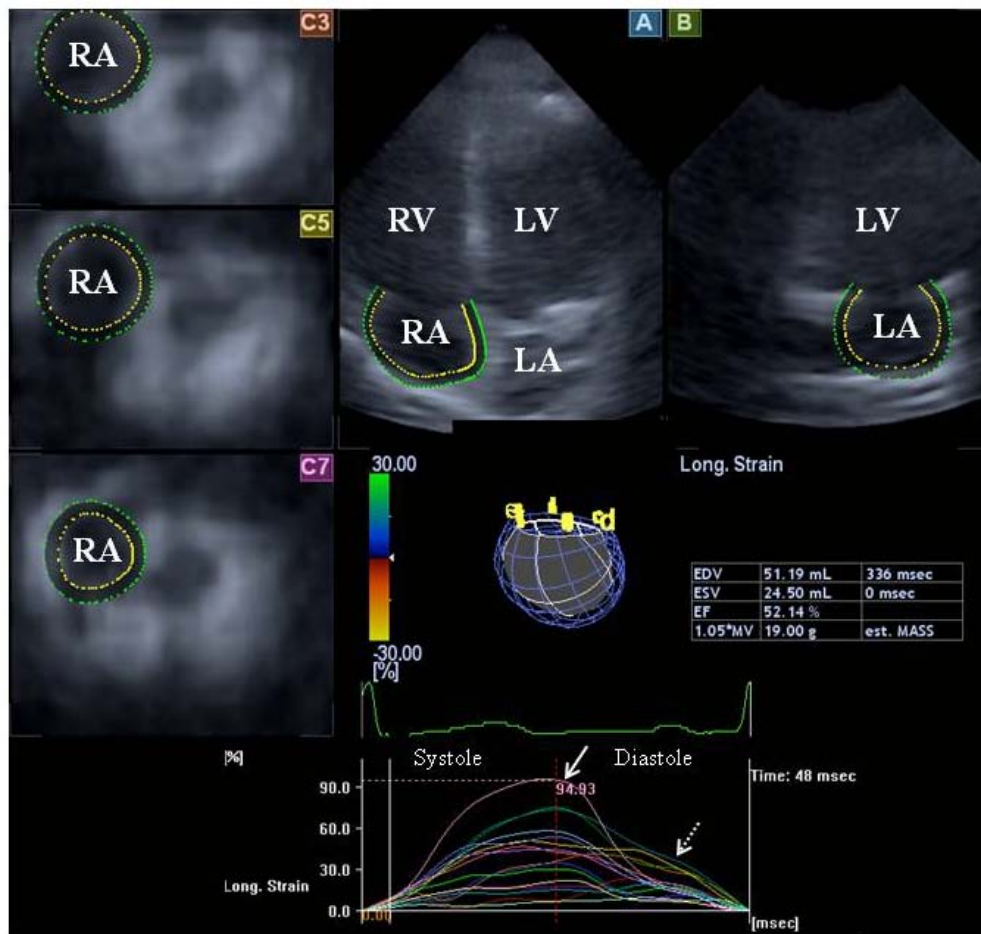 C3
RA
C5
RA
C7
RA
A
RV LV
RA
LA
B
LV
LA
30.00
-30.00
[%]
Long. Strain
EDV 51.19 mL 336 msec
ESV 24.50 mL 0 msec
EF 52.14 %
1.05*MV 19.00 g est. MASS
[%]
Systole Diastole
Time: 48 msec
94.93
90.0
60.0
30.0
Long. Strain
0.0
0.00
[msec]